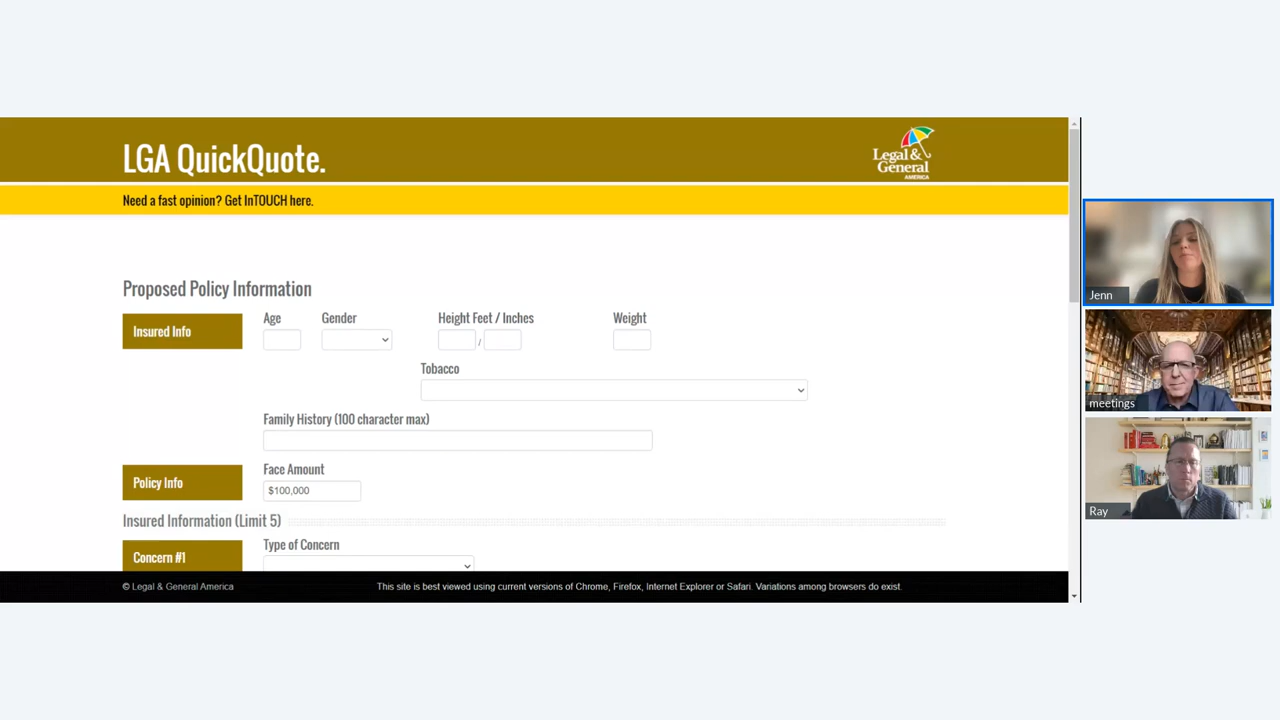 LGA QuickQuote.
Legal &
General
AMERICA
Need a fast opinion? Get InTOUCH here.
Proposed Policy Information
Insured Info
Age
Gender
Height Feet / Inches
Weight
/
Tobacco
Family History (100 character max)
Policy Info
Face Amount
$100,000
Insured Information (Limit 5)
Concern #1
Type of Concern
© Legal & General America
This site is best viewed using current versions of Chrome, Firefox, Internet Explorer or Safari. Variations among browsers do exist.
Jenn
meetings
Ray